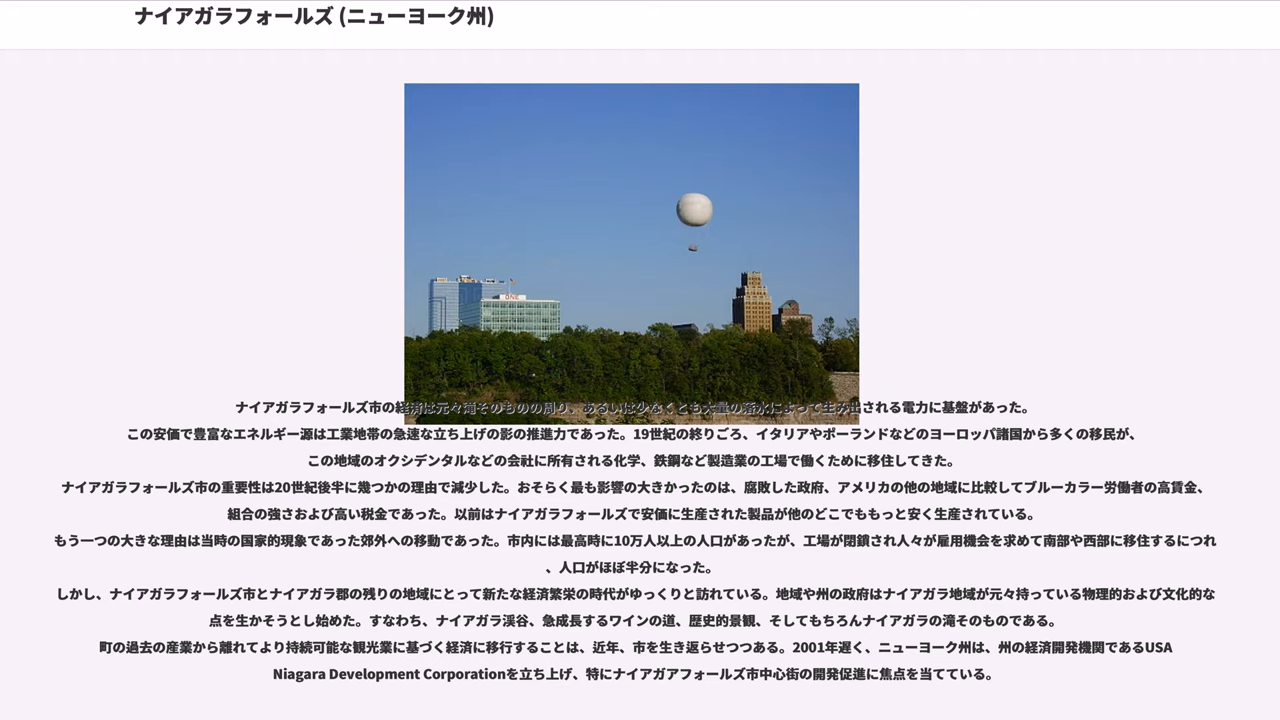 ナイアガラフォールズ (ニューヨーク州)
ONE
ナイアガラフォールズ市の経済は元々滝そのものの周り、あるいは少なくとも大量の落水によって生み出される電力に基盤があった。
この安価で豊富なエネルギー源は工業地帯の急速な立ち上げの影の推進力であった。19世紀の終りごろ、イタリアやポーランドなどのヨーロッパ諸国から多くの移民が、
この地域のオクシデンタルなどの会社に所有される化学、鉄鋼など製造業の工場で働くために移住してきた。
ナイアガラフォールズ市の重要性は20世紀後半に幾つかの理由で減少した。おそらく最も影響の大きかったのは、腐敗した政府、アメリカの他の地域に比較してブルーカラー労働者の高賃金、
組合の強さおよび高い税金であった。以前はナイアガラフォールズで安価に生産された製品が他のどこでももっと安く生産されている。
もう一つの大きな理由は当時の国家的現象であった郊外への移動であった。市内には最高時に10万人以上の人口があったが、工場が閉鎖され人々が雇用機会を求めて南部や西部に移住するにつれ
、人口がほぼ半分になった。
しかし、ナイアガラフォールズ市とナイアガラ郡の残りの地域にとって新たな経済繁栄の時代がゆっくりと訪れている。地域や州の政府はナイアガラ地域が元々持っている物理的および文化的な
点を生かそうとし始めた。すなわち、ナイアガラ渓谷、急成長するワインの道、歴史的景観、そしてもちろんナイアガラの滝そのものである。
町の過去の産業から離れてより持続可能な観光業に基づく経済に移行することは、近年、市を生き返らせつつある。2001年遅く、ニューヨーク州は、州の経済開発機関であるUSA
Niagara Development Corporationを立ち上げ、特にナイアガアフォールズ市中心街の開発促進に焦点を当てている。